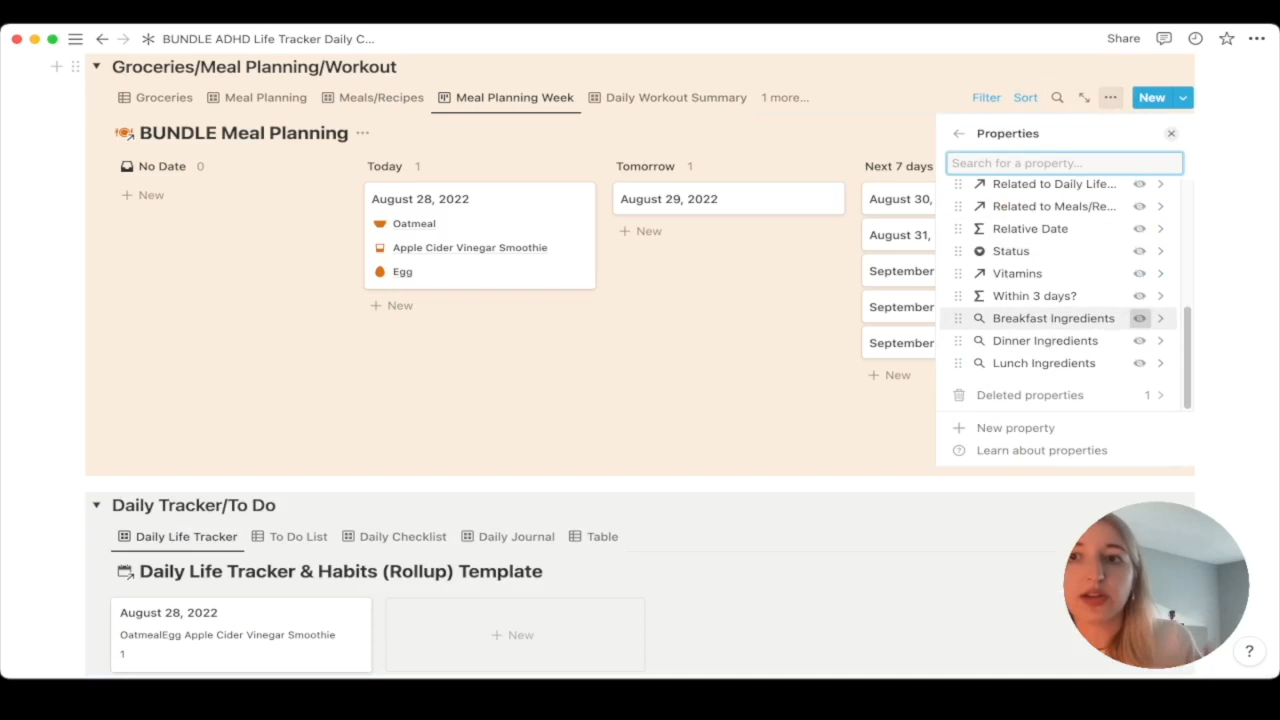 BUNDLE ADHD Life Tracker Daily C...
Share
Groceries/Meal Planning/Workout
Groceries
Meal Planning
Meals/Recipes
Meal Planning Week
Daily Workout Summary
1 more...
Filter
Sort
New
BUNDLE Meal Planning
No Date 0
+ New
Today 1
August 28, 2022
Oatmeal
Apple Cider Vinegar Smoothie
Egg
+ New
Tomorrow 1
August 29, 2022
+ New
Next 7 days
August 30,
August 31,
September
September
September
+ New
Properties
Search for a property...
Related to Daily Life...
Related to Meals/Re...
Relative Date
Status
Vitamins
Within 3 days?
Breakfast Ingredients
Dinner Ingredients
Lunch Ingredients
Deleted properties 1
New property
Learn about properties
Daily Tracker/To Do
Daily Life Tracker
To Do List
Daily Checklist
Daily Journal
Table
Daily Life Tracker & Habits (Rollup) Template
August 28, 2022
OatmealEgg Apple Cider Vinegar Smoothie
1
+ New
?